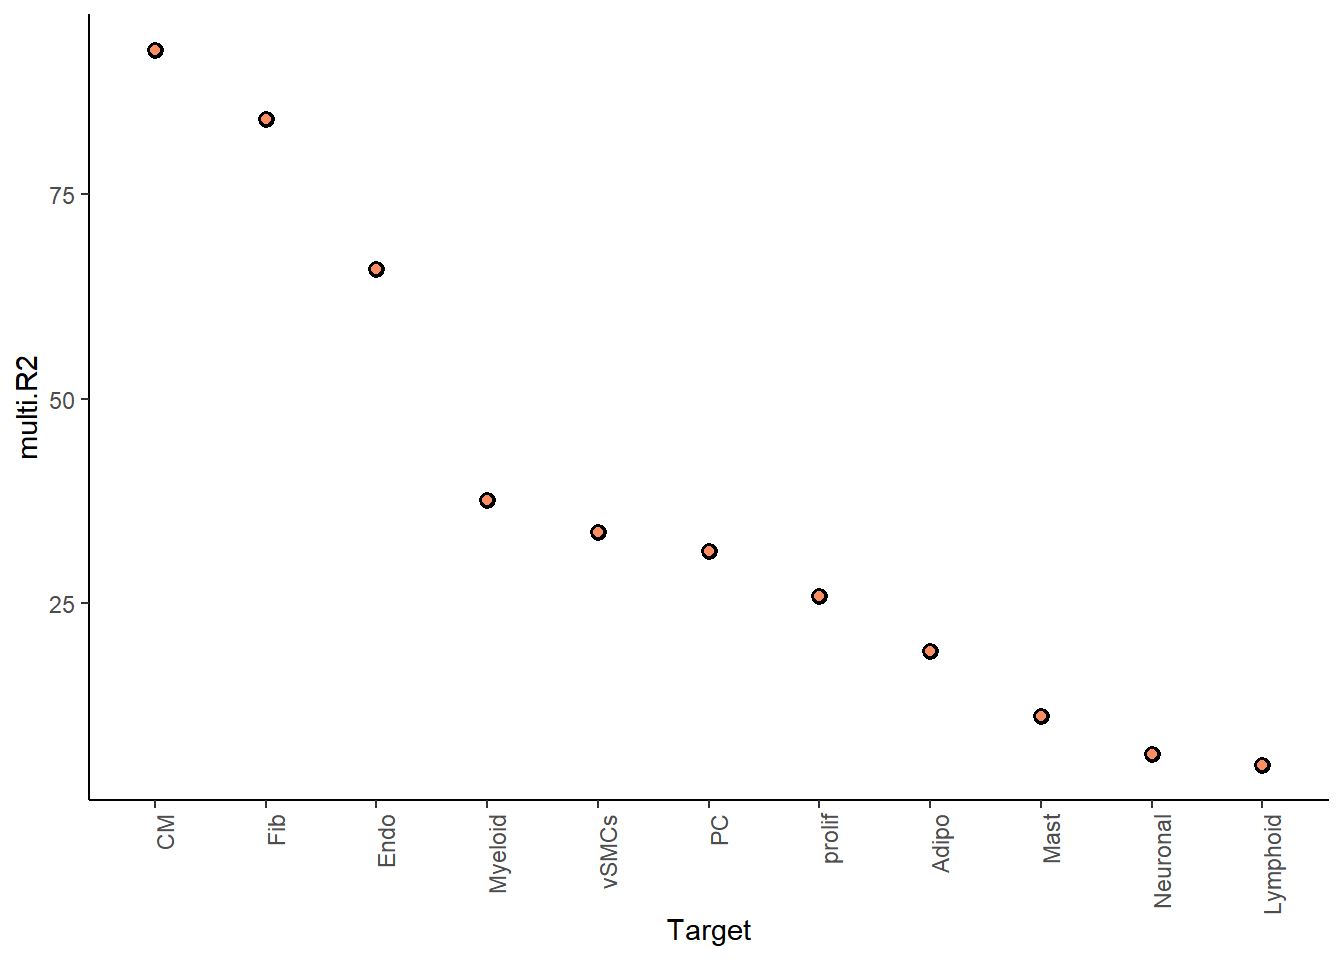 multi.R2
75
50
25
CM
Fib
Endo
Myeloid
vSMCs
PC
prolif
Adipo
Mast
Neuronal
Lymphoid
Target